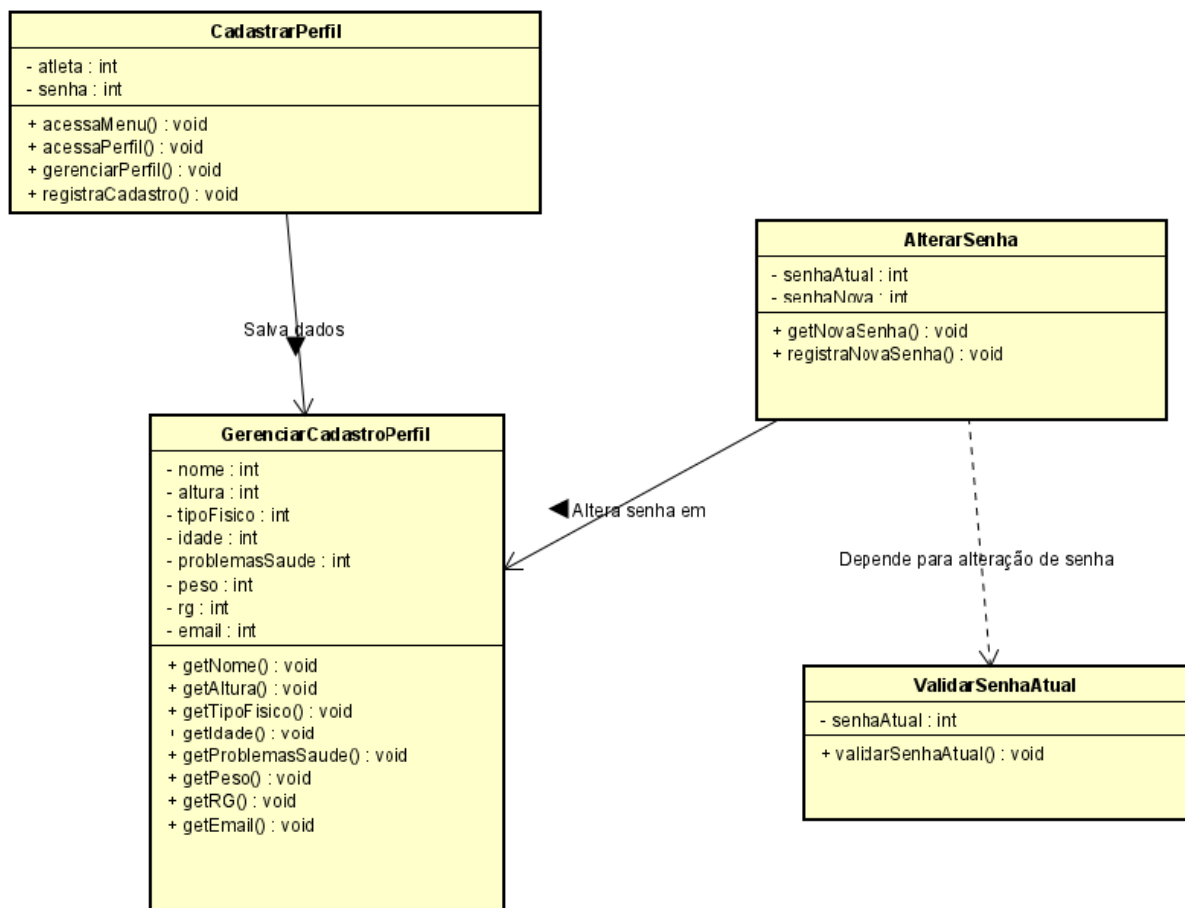 CadastrarPerfil
- atleta : int
- senha : int
+ acessaMenu() : void
+ acessaPerfil() : void
+ gerenciarPerfil() : void
+ registraCadastro() : void
Salva dados
AlterarSenha
- senhaAtual : int
- senhaNova : int
+ getNovaSenha() : void
+ registraNovaSenha() : void
GerenciarCadastroPerfil
- nome : int
- altura : int
- tipoFisico : int
- idade : int
- problemasSaude : int
- peso : int
- rg : int
- email : int
+ getNome() : void
+ getAltura() : void
+ getTipoFisico() : void
+ getIdade() : void
+ getProblemasSaude() : void
+ getPeso() : void
+ getRG() : void
+ getEmail() : void
Altera senha em
Depende para alteração de senha
ValidarSenhaAtual
- senhaAtual : int
+ validarSenhaAtual() : void